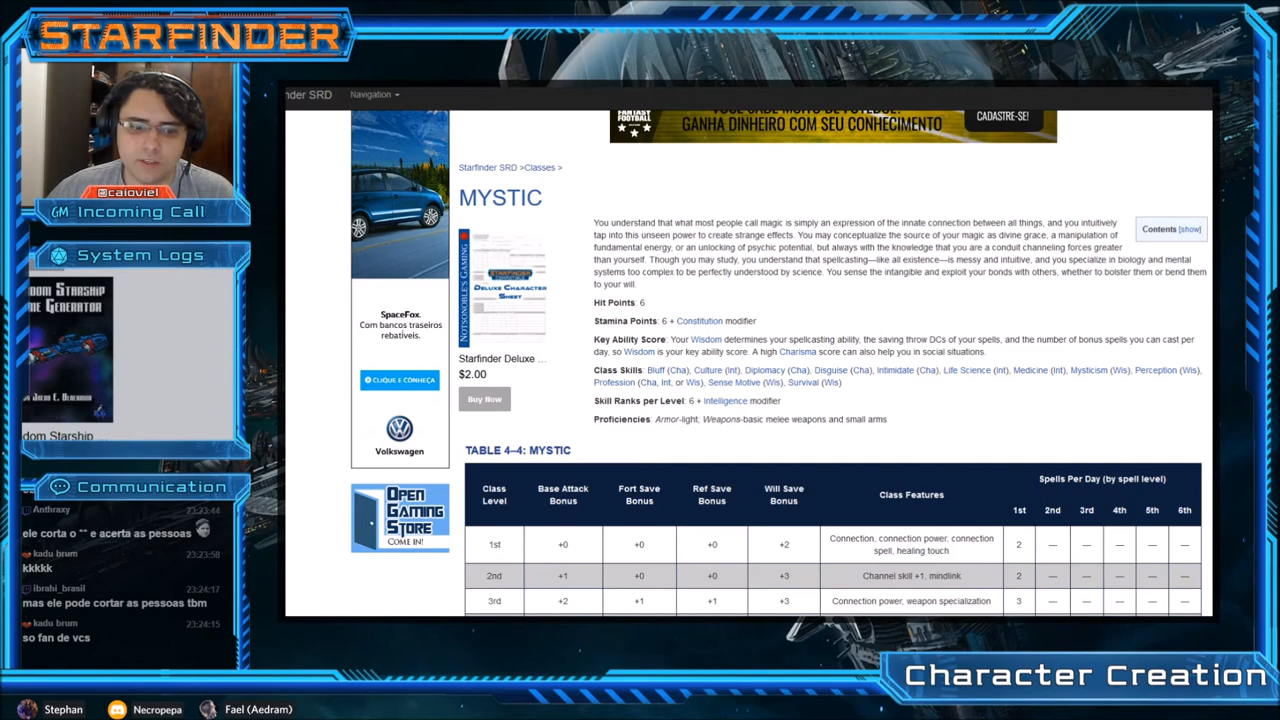 STARFINDER
@caioviel
GM Incoming Call
System Logs
DOM STARSHIP
ME GENERATOR
dom Starship ...
Communication
Anthraxy 23:23:44
ele corta o ** e acerta as pessoas
kadu brum 23:23:58
kkkkk
ibrahi_brasil 23:24:17
mas ele pode cortar as pessoas tbm
kadu brum 23:24:15
so fan de vcs
nder SRD Navigation
FANTASY
FOOTBALL
GANHA DINHEIRO COM SEU CONHECIMENTO
CADASTRE-SE!
SpaceFox.
Com bancos traseiros
rebatíveis.
CLIQUE E CONHEÇA
Volkswagen
OPEN
GAMING
STORE
COME IN!
Starfinder SRD >Classes >
MYSTIC
NOTSONOBLE'S GAMING
STARFINDER
COMPATIBLE
DELUXE CHARACTER
SHEET
Starfinder Deluxe ...
$2.00
Buy Now
Contents [show]
You understand that what most people call magic is simply an expression of the innate connection between all things, and you intuitively
tap into this unseen power to create strange effects. You may conceptualize the source of your magic as divine grace, a manipulation of
fundamental energy, or an unlocking of psychic potential, but always with the knowledge that you are a conduit channeling forces greater
than yourself. Though you may study, you understand that spellcasting—like all existence—is messy and intuitive, and you specialize in biology and mental
systems too complex to be perfectly understood by science. You sense the intangible and exploit your bonds with others, whether to bolster them or bend them
to your will.
Hit Points: 6
Stamina Points: 6 + Constitution modifier
Key Ability Score: Your Wisdom determines your spellcasting ability, the saving throw DCs of your spells, and the number of bonus spells you can cast per
day, so Wisdom is your key ability score. A high Charisma score can also help you in social situations.
Class Skills: Bluff (Cha), Culture (Int), Diplomacy (Cha), Disguise (Cha), Intimidate (Cha), Life Science (Int), Medicine (Int), Mysticism (Wis), Perception (Wis),
Profession (Cha, Int, or Wis), Sense Motive (Wis), Survival (Wis)
Skill Ranks per Level: 6 + Intelligence modifier
Proficiencies: Armor-light, Weapons-basic melee weapons and small arms
TABLE 4–4: MYSTIC
Class Level Base Attack Bonus Fort Save Bonus Ref Save Bonus Will Save Bonus Class Features Spells Per Day (by spell level)
1st 2nd 3rd 4th 5th 6th
1st +0 +0 +0 +2 Connection, connection power, connection spell, healing touch 2 — — — — —
2nd +1 +0 +0 +3 Channel skill +1, mindlink 2 — — — — —
3rd +2 +1 +1 +3 Connection power, weapon specialization 3 — — — — —
Character Creation
Stephan Necropepa Fael (Aedram)